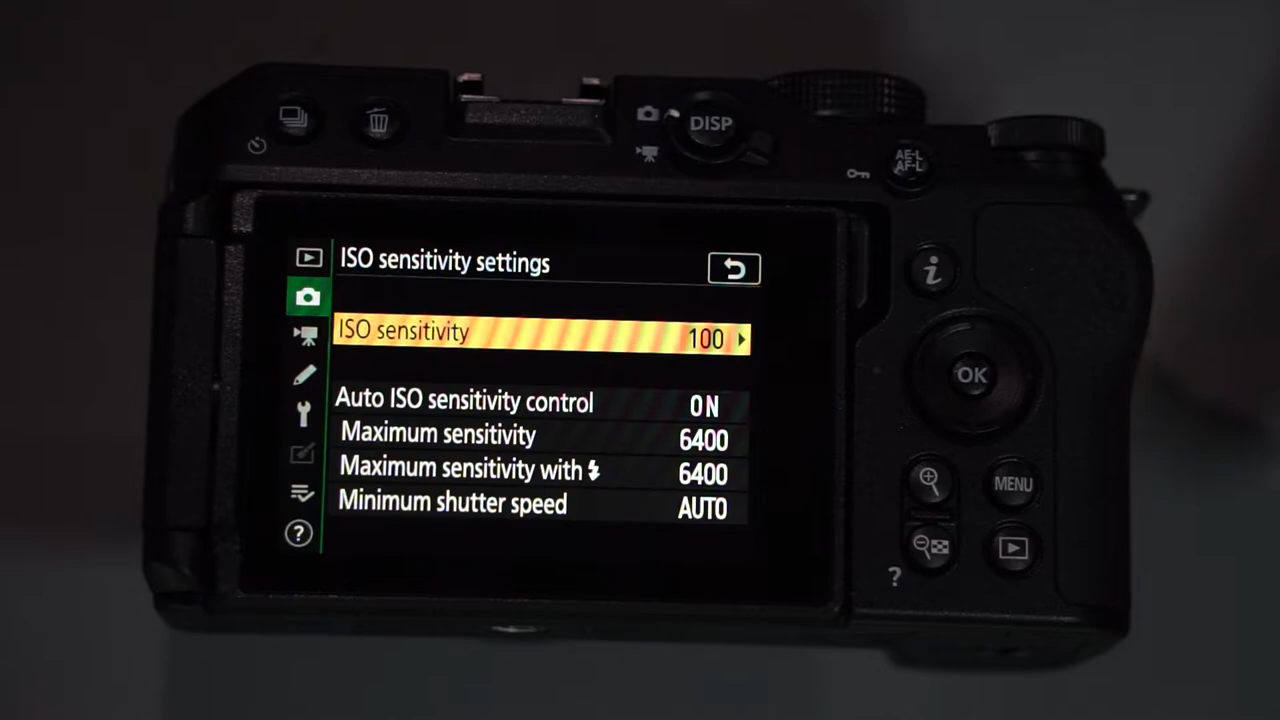 DISP
AE-L
AF-L
ISO sensitivity settings
ISO sensitivity 100
Auto ISO sensitivity control ON
Maximum sensitivity 6400
Maximum sensitivity with 6400
Minimum shutter speed AUTO
?
i
OK
MENU
?